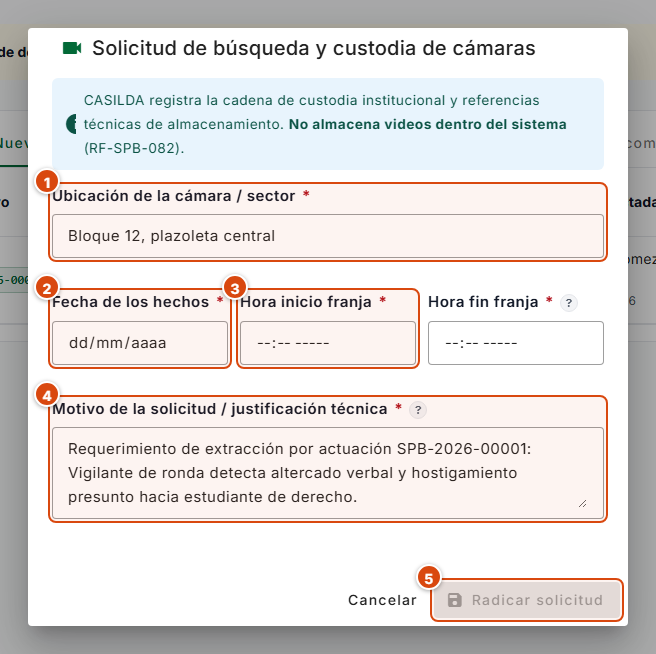 Solicitud de búsqueda y custodia de cámaras
CASILDA registra la cadena de custodia institucional y referencias
técnicas de almacenamiento. No almacena videos dentro del sistema
(RF-SPB-082).
1
Ubicación de la cámara / sector *
Bloque 12, plazoleta central
2
Fecha de los hechos *
3
Hora inicio franja *
Hora fin franja * ?
dd/mm/aaaa
--:-- -----
--:-- -----
4
Motivo de la solicitud / justificación técnica * ?
Requerimiento de extracción por actuación SPB-2026-00001:
Vigilante de ronda detecta altercado verbal y hostigamiento
presunto hacia estudiante de derecho.
Cancelar
5
Radicar solicitud